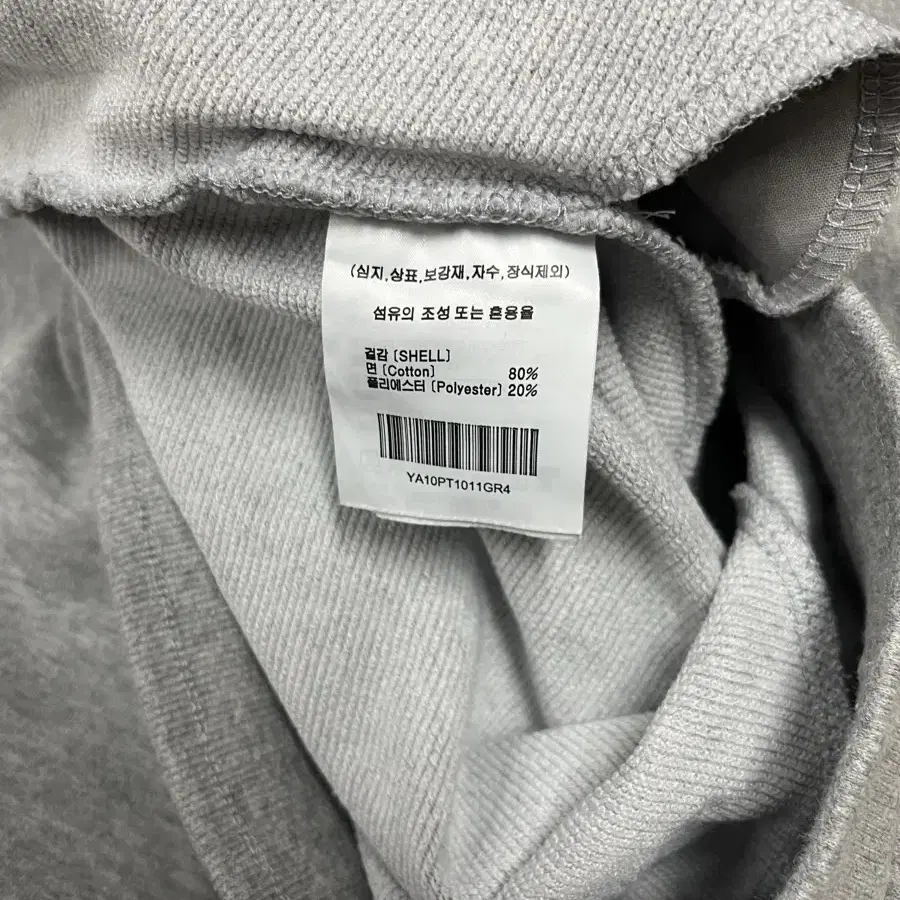 (심지,상표,보강재,자수,장식제외)
섬유의 조성 또는 혼용율
겉감 (SHELL)
면 (Cotton) 80%
폴리에스터 (Polyester) 20%
YA10PT1011GR4